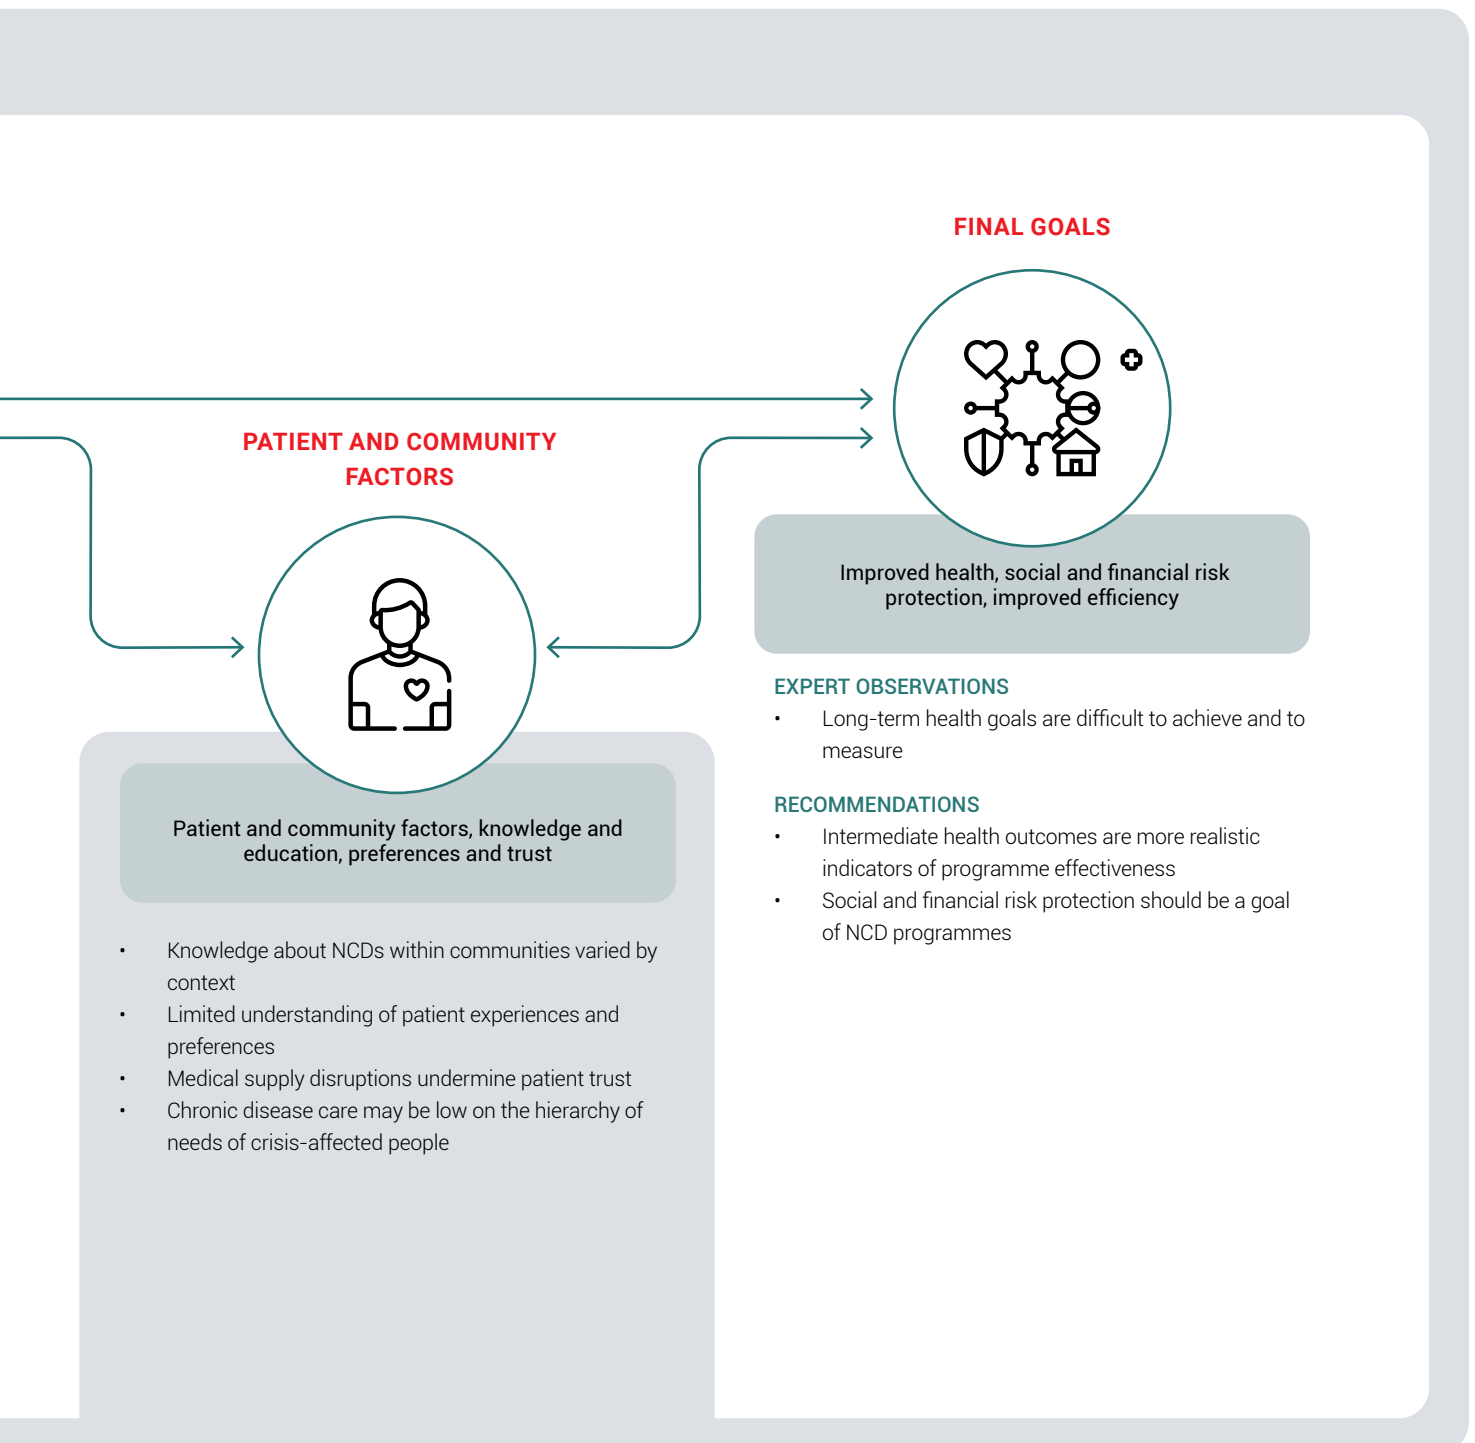 FINAL GOALS
PATIENT AND COMMUNITY
FACTORS
Improved health, social and financial risk
protection, improved efficiency
EXPERT OBSERVATIONS
• Long-term health goals are difficult to achieve and to
measure
RECOMMENDATIONS
• Intermediate health outcomes are more realistic
indicators of programme effectiveness
• Social and financial risk protection should be a goal
of NCD programmes
Patient and community factors, knowledge and
education, preferences and trust
• Knowledge about NCDs within communities varied by
context
• Limited understanding of patient experiences and
preferences
• Medical supply disruptions undermine patient trust
• Chronic disease care may be low on the hierarchy of
needs of crisis-affected people